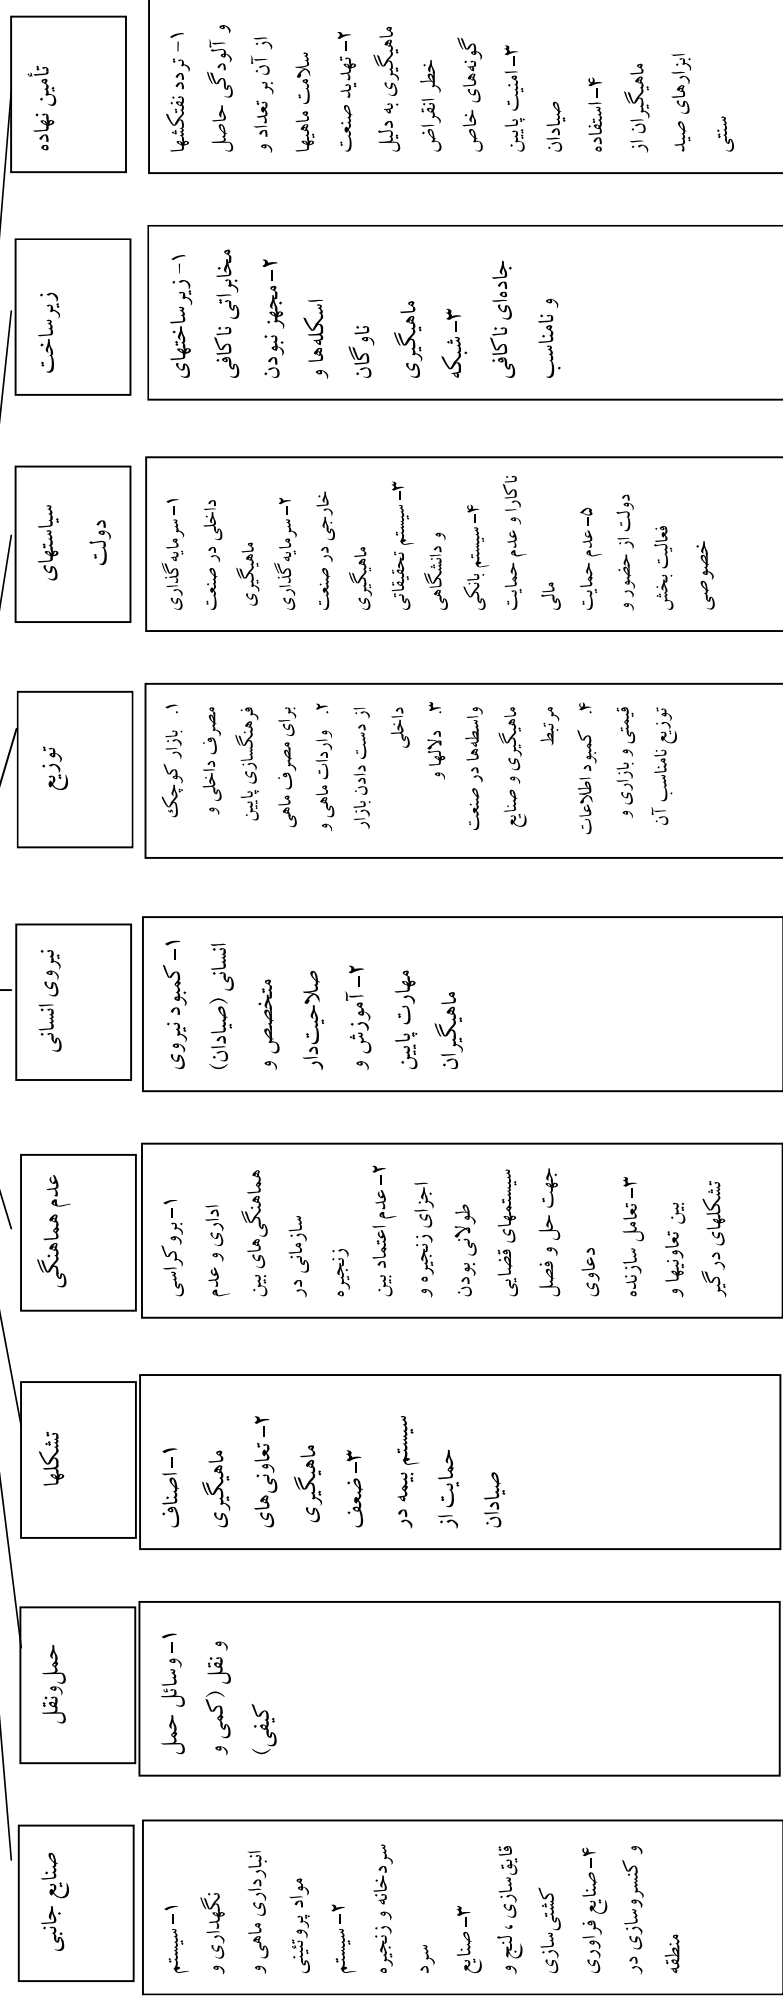 تأمین نهاده
۱- تردد نفتکشها
و آلودگی حاصل
از آن بر تعداد و
سلامت ماهیها
۲- تهدید صنعت
ماهیگیری به دلیل
خطر انقراض
گونه‌های خاص
۳- امنیت پایین
صیادان
۴- استفاده
ماهیگیران از
ابزارهای صید
سنتی
زیرساخت
۱- زیرساختهای
مخابراتی ناکافی
۲- مجهز نبودن
اسکله‌ها و
ناوگان
ماهیگیری
۳- شبکه
جاده‌ای ناکافی
و نامناسب
سیاستهای
دولت
۱- سرمایه گذاری
داخلی در صنعت
ماهیگیری
۲- سرمایه گذاری
خارجی در صنعت
ماهیگیری
۳- سیستم تحقیقاتی
و دانشگاهی
۴- سیستم بانکی
ناکارا و عدم حمایت
مالی
۵- عدم حمایت
دولت از حضور و
فعالیت بخش
خصوصی
توزیع
۱. بازار کوچک
مصرف داخلی و
فرهنگسازی پایین
برای مصرف ماهی
۲. واردات ماهی و
از دست دادن بازار
داخلی
۳. دلالها و
واسطه‌ها در صنعت
ماهیگیری و صنایع
مرتبط
۴. کمبود اطلاعات
قیمتی و بازاری و
توزیع نامناسب آن
نیروی انسانی
۱- کمبود نیروی
انسانی (صیادان)
متخصص و
صلاحیت‌دار
۲- آموزش و
مهارت پایین
ماهیگیران
عدم هماهنگی
۱- بروکراسی
اداری و عدم
هماهنگی‌های بین
سازمانی در
زنجیره
۲- عدم اعتماد بین
اجزای زنجیره و
طولانی بودن
سیستمهای قضایی
جهت حل و فصل
دعاوی
۳- تعامل سازنده
بین تعاونیها و
تشکلهای درگیر
تشکلها
۱- اصناف
ماهیگیری
۲- تعاونی‌های
ماهیگیری
۳- ضعف
سیستم بیمه در
حمایت از
صیادان
حمل‌ونقل
۱- وسائل حمل
و نقل (کمی و
کیفی)
صنایع جانبی
۱- سیستم
نگهداری و
انبارداری ماهی و
مواد پروتئینی
۲- سیستم
سردخانه و زنجیره
سرد
۳- صنایع
قایق‌سازی، لنج و
کشتی‌سازی
۴- صنایع فراوری
و کنسروسازی در
منطقه